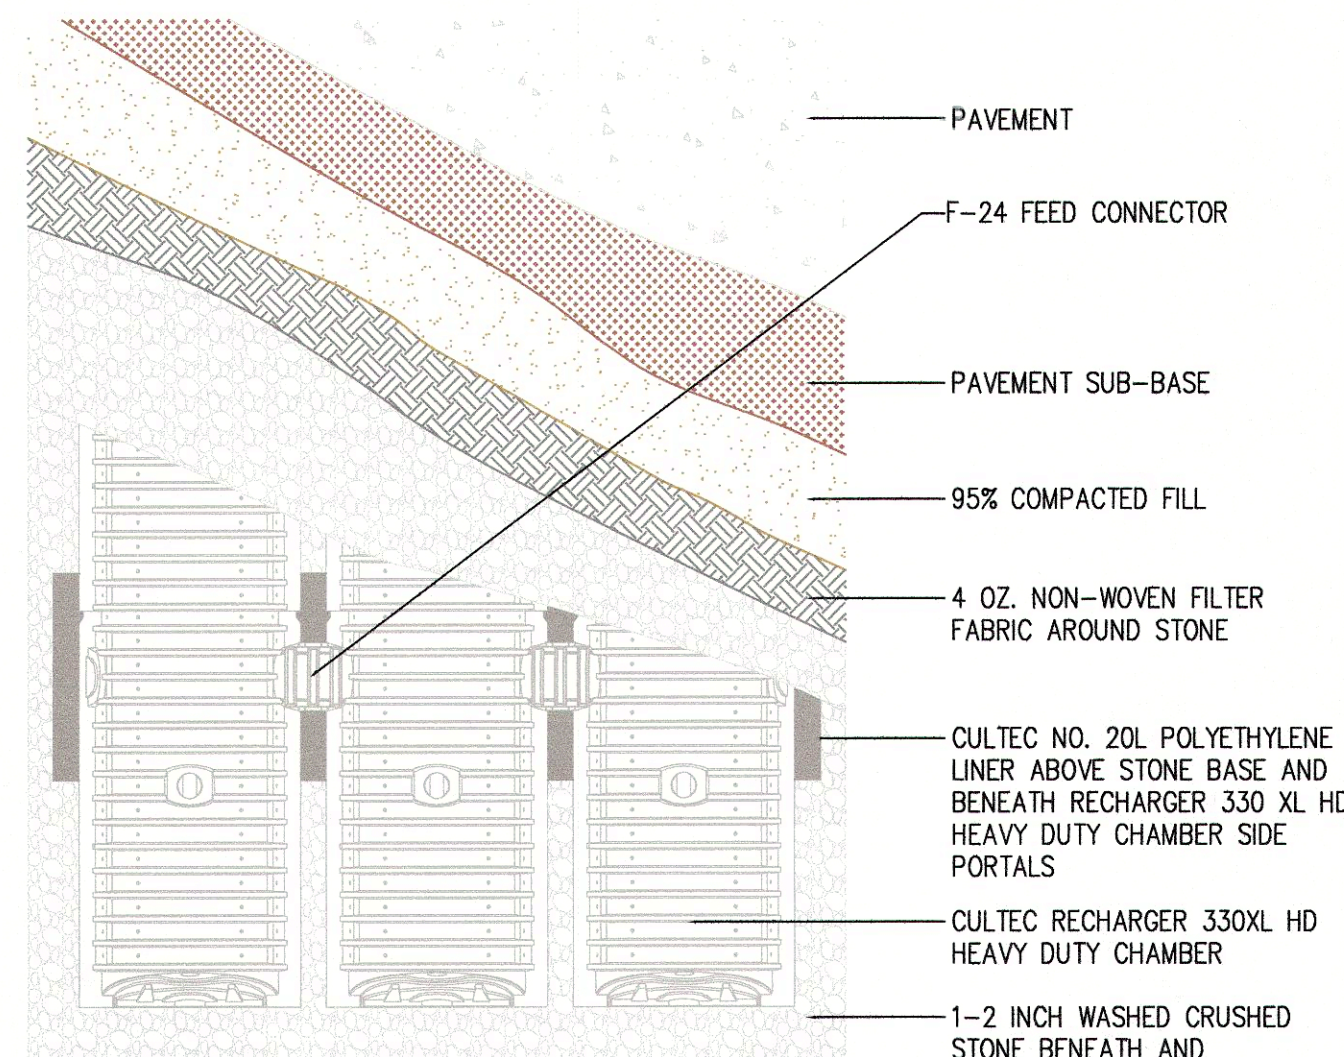 PAVEMENT
F-24 FEED CONNECTOR
PAVEMENT SUB-BASE
95% COMPACTED FILL
4 OZ. NON-WOVEN FILTER
FABRIC AROUND STONE
CULTEC NO. 20L POLYETHYLENE
LINER ABOVE STONE BASE AND
BENEATH RECHARGER 330 XL HD
HEAVY DUTY CHAMBER SIDE
PORTALS
CULTEC RECHARGER 330XL HD
HEAVY DUTY CHAMBER
1-2 INCH WASHED CRUSHED
STONE BENEATH AND